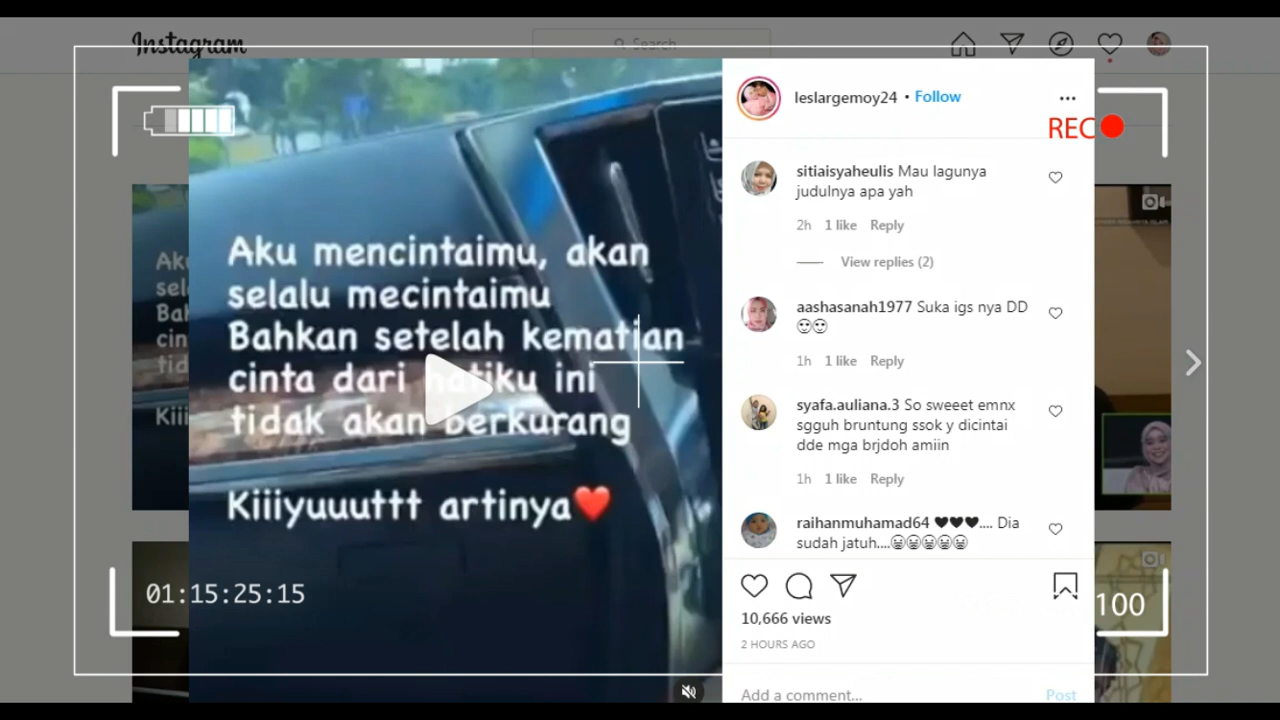 Instagram
Search
REC
leslargemoy24 • Follow
Aku mencintaimu, akan
selalu mecintaimu
Bahkan setelah kematian
cinta dari hatiku ini
tidak akan berkurang
Kiiiyuuuttt artinya❤️
sitiaisyaheulis Mau lagunya
judulnya apa yah
2h 1 like Reply
View replies (2)
aashasanah1977 Suka igs nya DD
1h 1 like Reply
syafa.auliana.3 So sweeet emnx
sgguh bruntung ssok y dicintai
dde mga brjdoh amiin
1h 1 like Reply
raihanmuhamad64 ♥♥♥.... Dia
sudah jatuh....
10,666 views
2 HOURS AGO
Add a comment... Post
01:15:25:15
100